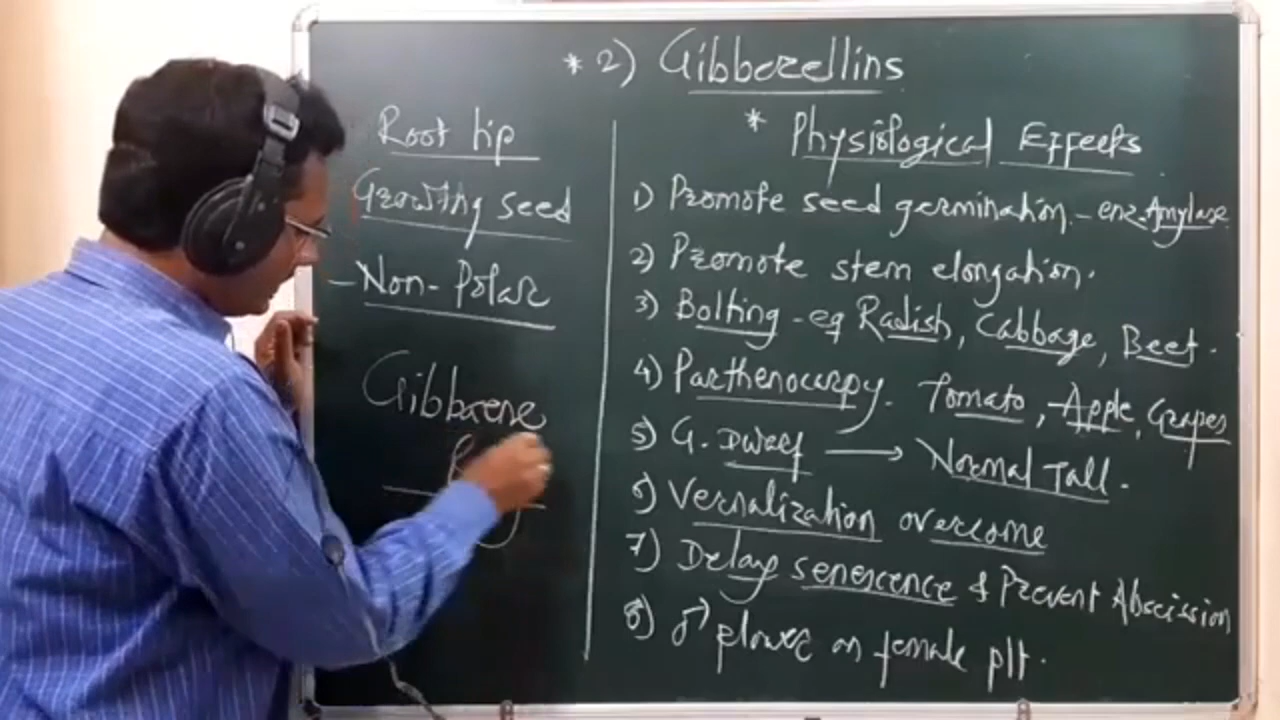 * 2) Gibberellins
Root tip
Growing seed
- Non-Polar
Gibbaene
* Physiological Effects
1) Promote seed germination - enz. Amylase
2) Promote stem elongation.
3) Bolting - eg Radish, Cabbage, Beet.
4) Parthenocarpy. Tomato, Apple, Grapes
5) G. Dwarf → Normal Tall.
6) Vernalization overcome
7) Delay senescence & Prevent Abscission
8) ♂ flower on female plt.